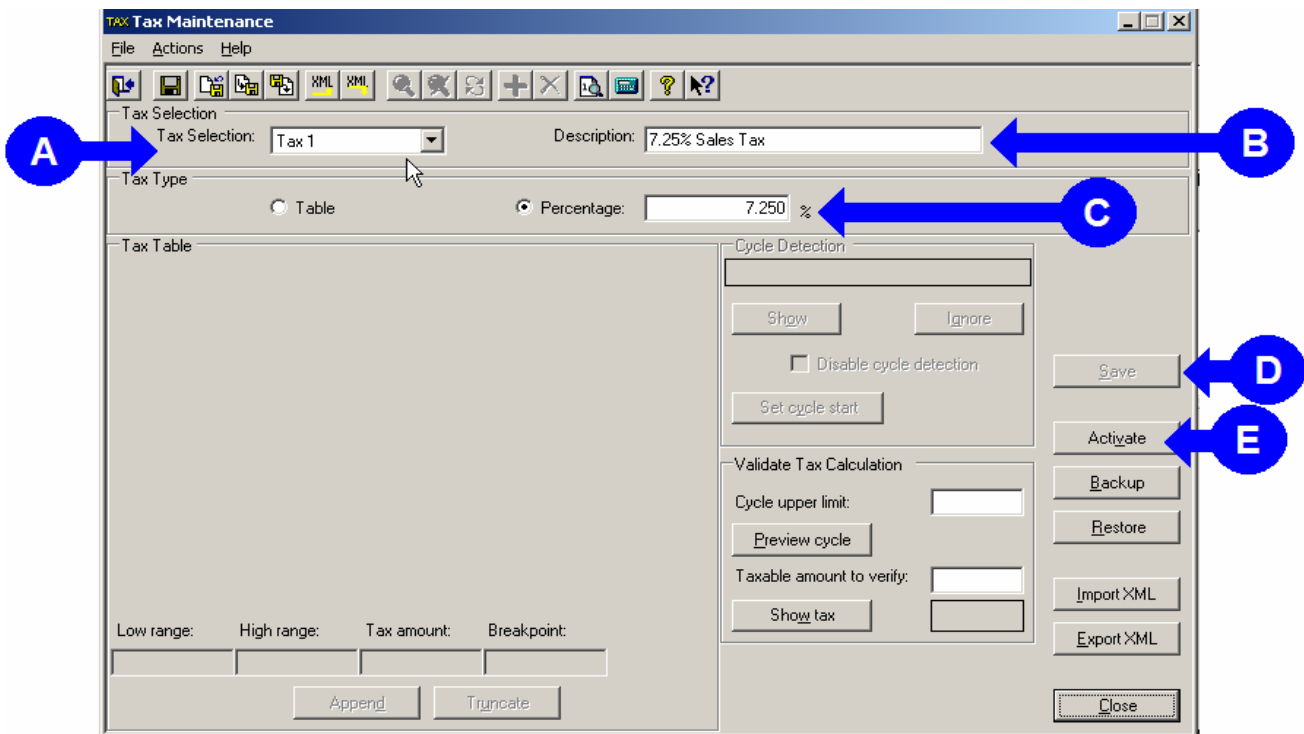 TAX Tax Maintenance
File Actions Help
XML XML
Tax Selection
A Tax Selection: Tax 1 Description: 7.25% Sales Tax B
Tax Type
Table Percentage: 7.250 % C
Tax Table Cycle Detection
Show Ignore
Disable cycle detection Save D
Set cycle start
Activate E
Validate Tax Calculation
Backup
Cycle upper limit:
Restore
Preview cycle
Taxable amount to verify:
Import XML
Show tax
Low range: High range: Tax amount: Breakpoint:
Export XML
Append Truncate Close